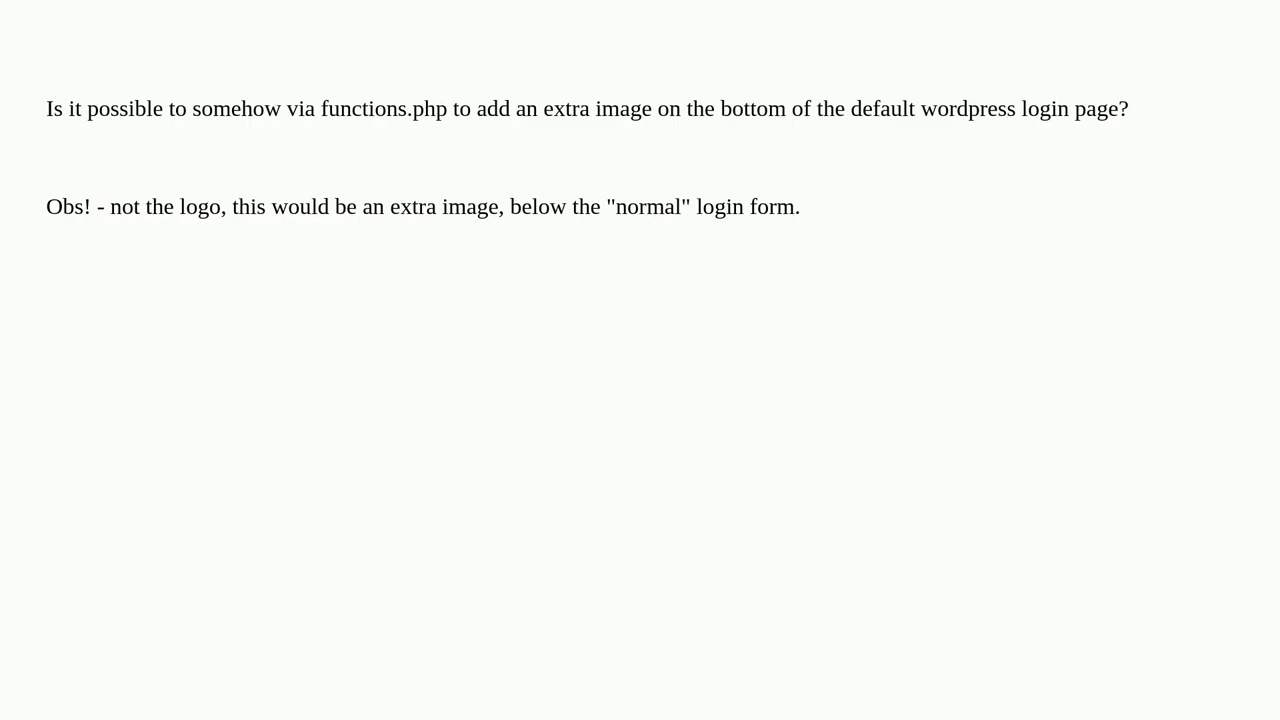 Is it possible to somehow via functions.php to add an extra image on the bottom of the default wordpress login page?
Obs! - not the logo, this would be an extra image, below the "normal" login form.